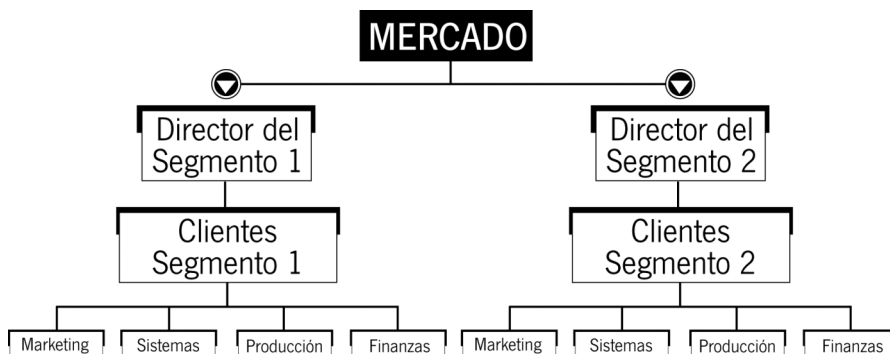 MERCADO
Director del
Segmento 1
Director del
Segmento 2
Clientes
Segmento 1
Clientes
Segmento 2
Marketing
Sistemas
Producción
Finanzas
Marketing
Sistemas
Producción
Finanzas